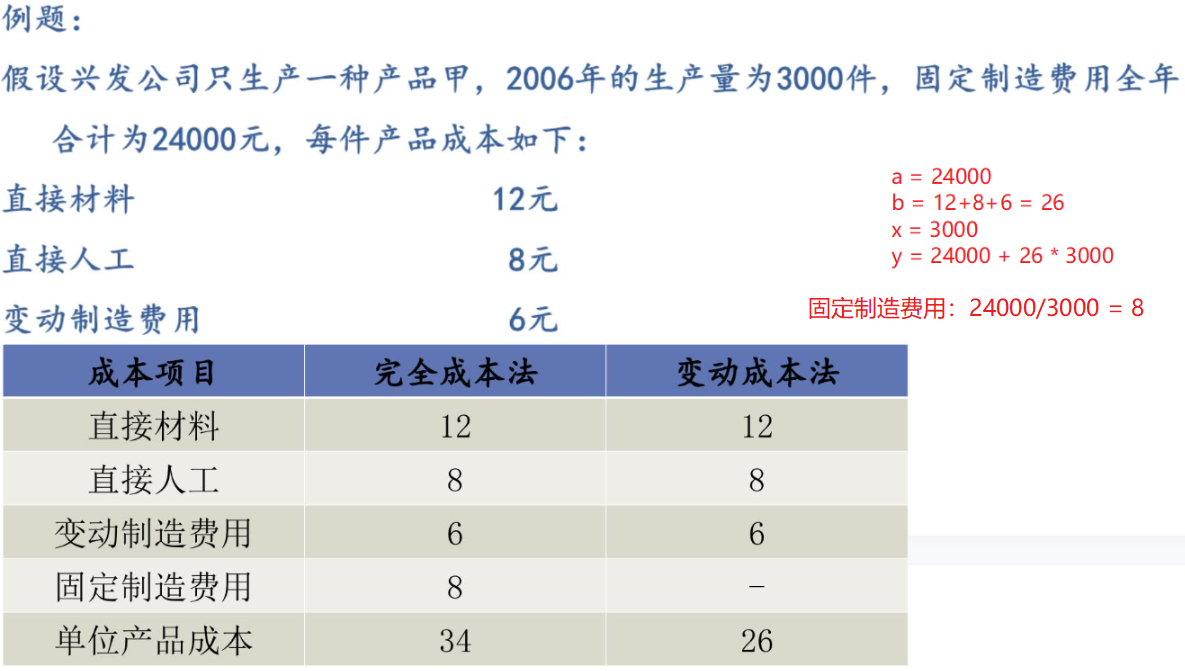 例题：
假设兴发公司只生产一种产品甲，2006年的生产量为3000件，固定制造费用全年
合计为24000元，每件产品成本如下：
直接材料 12元
直接人工 8元
变动制造费用 6元
a = 24000
b = 12+8+6 = 26
x = 3000
y = 24000 + 26 * 3000
固定制造费用：24000/3000 = 8
成本项目 完全成本法 变动成本法
直接材料 12 12
直接人工 8 8
变动制造费用 6 6
固定制造费用 8 －
单位产品成本 34 26